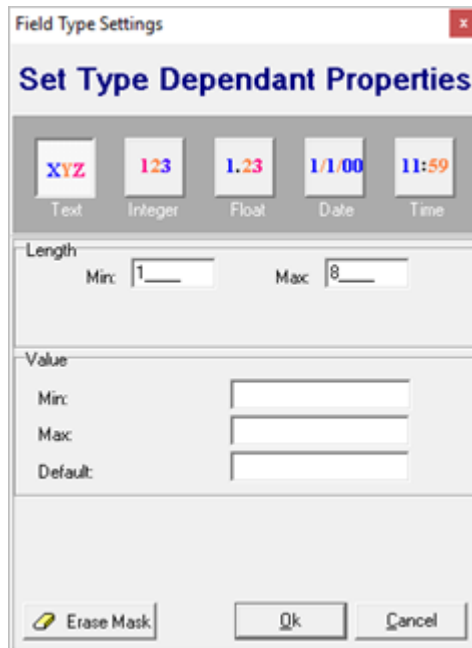 Field Type Settings x
Set Type Dependant Properties
XYZ 123 1.23 1/1/00 11:59
Text Integer Float Date Time
Length
Min: 1____ Max: 8____
Value
Min:
Max:
Default:
Erase Mask Ok Cancel